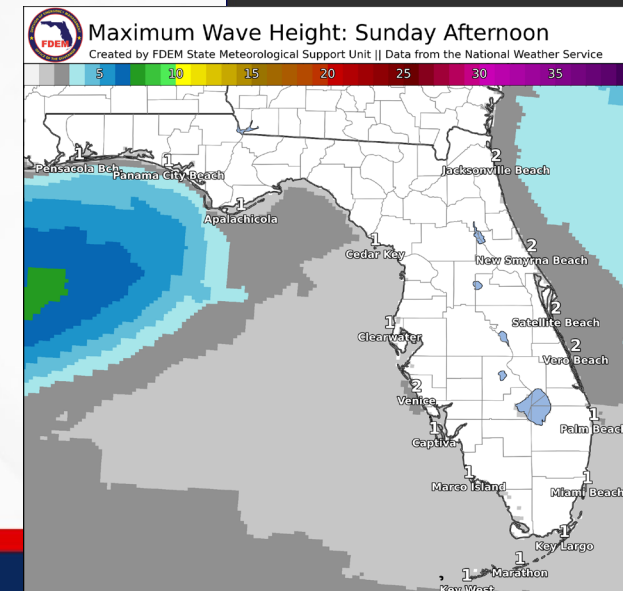 FDEM
Maximum Wave Height: Sunday Afternoon
Created by FDEM State Meteorological Support Unit || Data from the National Weather Service
5 10 15 20 25 30 35
1
Pensacola Bch.
1
Panama City Beach
1
Apalachicola
2
Jacksonville Beach
1
Cedar Key
2
New Smyrna Beach
1
Clearwater
2
Satellite Beach
2
Vero Beach
2
Venice
1
Captiva
1
Palm Beach
1
Marco Island
1
Miami Beach
1
Key Largo
1
Marathon
1
Key West